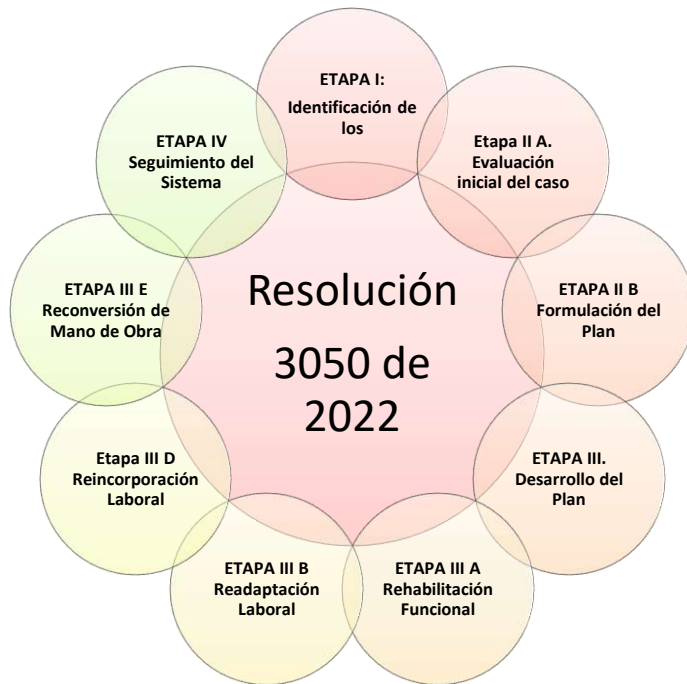 ETAPA I:
Identificación de
los
Etapa II A.
Evaluación
inicial del caso
ETAPA II B
Formulación del
Plan
ETAPA III.
Desarrollo del
Plan
ETAPA III A
Rehabilitación
Funcional
ETAPA III B
Readaptación
Laboral
Etapa III D
Reincorporación
Laboral
ETAPA III E
Reconversión de
Mano de Obra
ETAPA IV
Seguimiento del
Sistema
Resolución
3050 de
2022